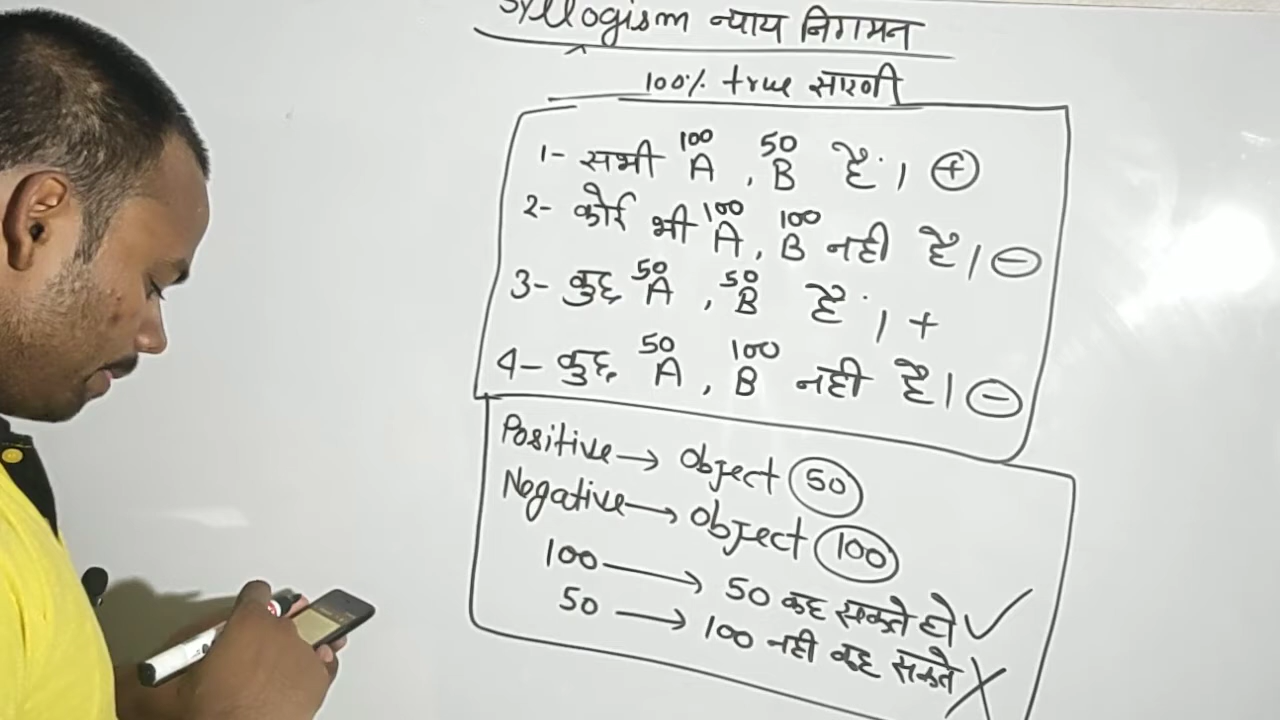 Syllogism न्याय निगमन
100% true सारणी
1- सभी 100 A , 50 B हैं । +
2- कोई भी 100 A , 100 B नही है । -
3- कुछ 50 A , 50 B हैं । +
4- कुछ 50 A , 100 B नही है । -
Positive → object 50
Negative → object 100
100 → 50 कह सकते हो ✓
50 → 100 नही कह सकते ✗